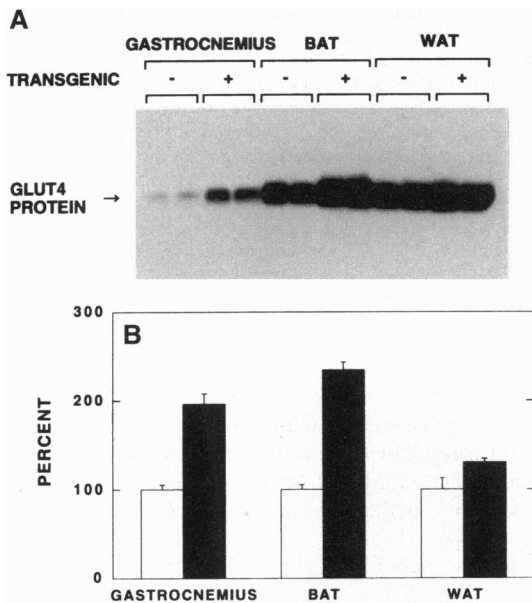 A
GASTROCNEMIUS BAT WAT
TRANSGENIC - + - + - +
GLUT4 → PROTEIN
B
PERCENT
300
200
100
0
GASTROCNEMIUS BAT WAT